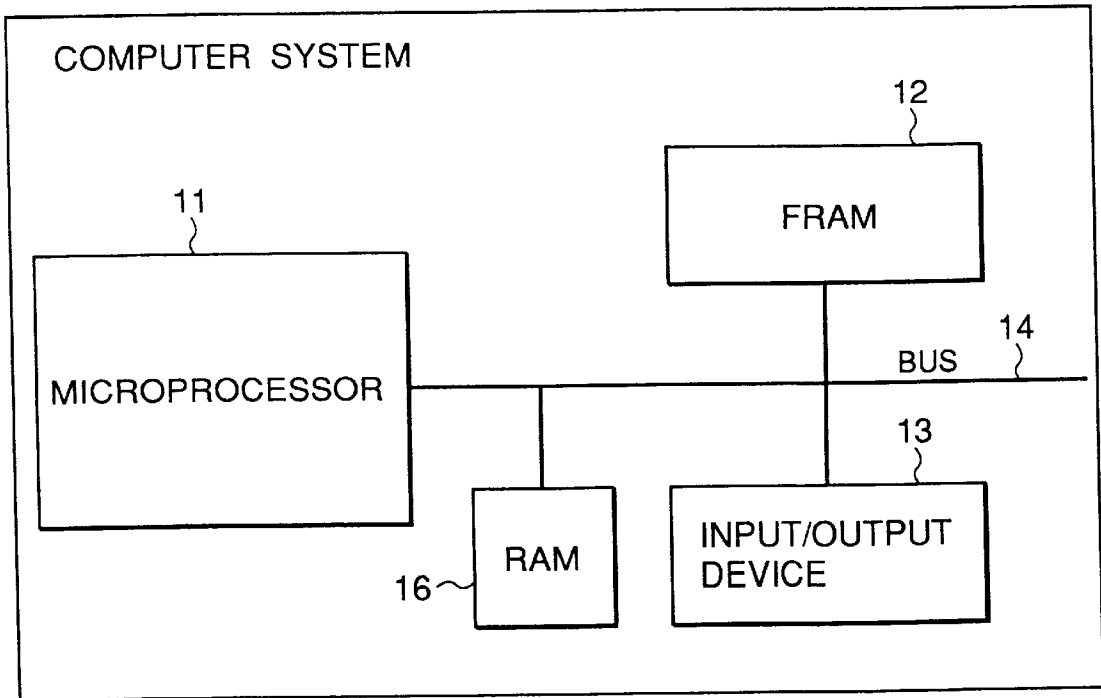 COMPUTER SYSTEM
12
FRAM
11
MICROPROCESSOR
BUS
14
13
INPUT/OUTPUT
DEVICE
RAM
16